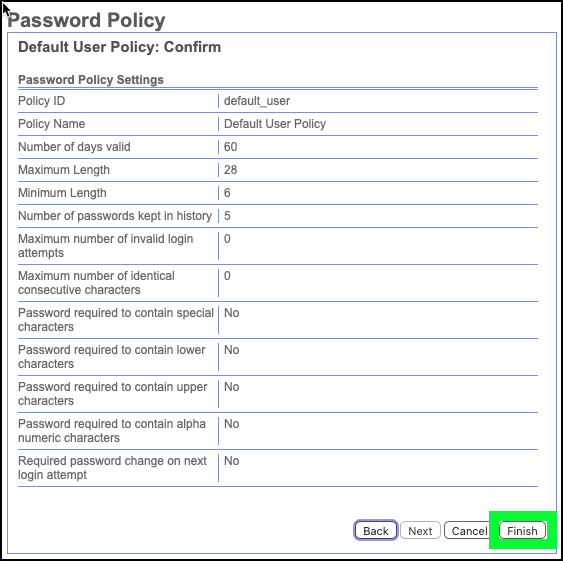 Password Policy
Default User Policy: Confirm
Password Policy Settings
Policy ID default_user
Policy Name Default User Policy
Number of days valid 60
Maximum Length 28
Minimum Length 6
Number of passwords kept in history 5
Maximum number of invalid login 0
attempts
Maximum number of identical 0
consecutive characters
Password required to contain special No
characters
Password required to contain lower No
characters
Password required to contain upper No
characters
Password required to contain alpha No
numeric characters
Required password change on next No
login attempt
Back Next Cancel Finish